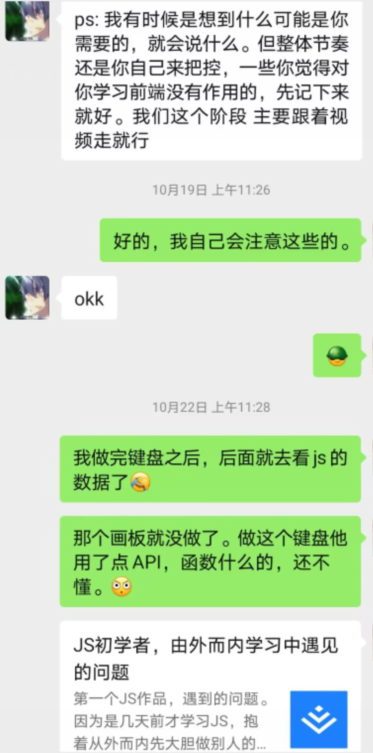 ps: 我有时候是想到什么可能是你
需要的，就会说什么。但整体节奏
还是你自己来把控，一些你觉得对
你学习前端没有作用的，先记下来
就好。我们这个阶段 主要跟着视
频走就行
10月19日 上午11:26
好的，我自己会注意这些的。
okk
10月22日 上午11:28
我做完键盘之后，后面就去看js的
数据了
那个画板就没做了。做这个键盘他
用了点API，函数什么的，还不
懂。
JS初学者，由外而内学习中遇见
的问题
第一个JS作品，遇到的问题。
因为是几天前才学习JS，抱
着从外而内先大胆做别人的...